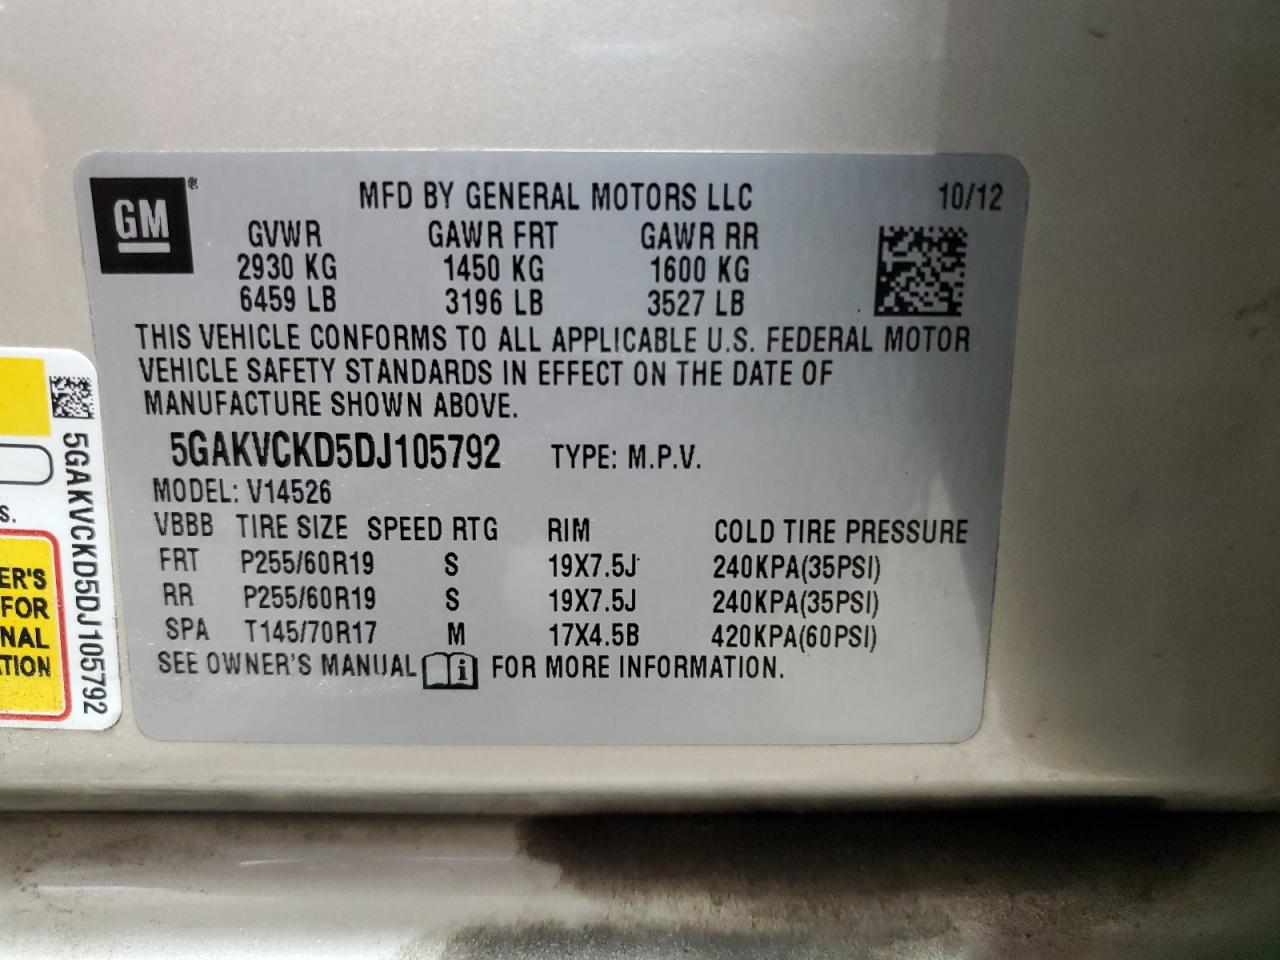 GM ® MFD BY GENERAL MOTORS LLC 10/12
GVWR GAWR FRT GAWR RR
2930 KG 1450 KG 1600 KG
6459 LB 3196 LB 3527 LB
THIS VEHICLE CONFORMS TO ALL APPLICABLE U.S. FEDERAL MOTOR
VEHICLE SAFETY STANDARDS IN EFFECT ON THE DATE OF
MANUFACTURE SHOWN ABOVE.
5GAKVCKD5DJ105792 TYPE: M.P.V.
MODEL: V14526
VBBB TIRE SIZE SPEED RTG RIM COLD TIRE PRESSURE
FRT P255/60R19 S 19X7.5J 240KPA(35PSI)
RR P255/60R19 S 19X7.5J 240KPA(35PSI)
SPA T145/70R17 M 17X4.5B 420KPA(60PSI)
SEE OWNER'S MANUAL i FOR MORE INFORMATION.
5GAKVCKD5DJ105792
S.
ER'S
FOR
NAL
TION